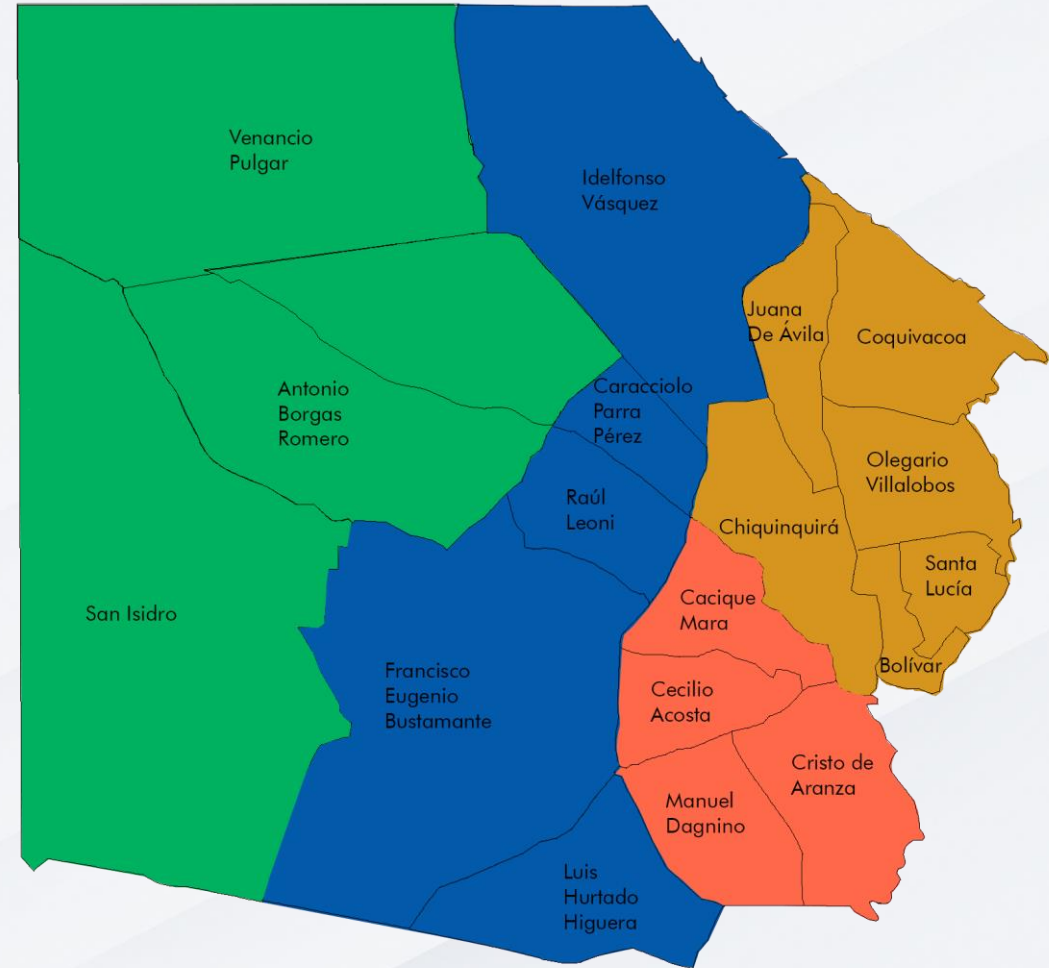 Venancio
Pulgar
Idelfonso
Vásquez
Juana
De Ávila
Coquivacoa
Antonio
Borgas
Romero
Caracciolo
Parra
Pérez
Olegario
Villalobos
Raúl
Leoni
Chiquinquirá
Santa
Lucía
San Isidro
Cacique
Mara
Bolívar
Francisco
Eugenio
Bustamante
Cecilio
Acosta
Cristo de
Aranza
Manuel
Dagnino
Luis
Hurtado
Higuera